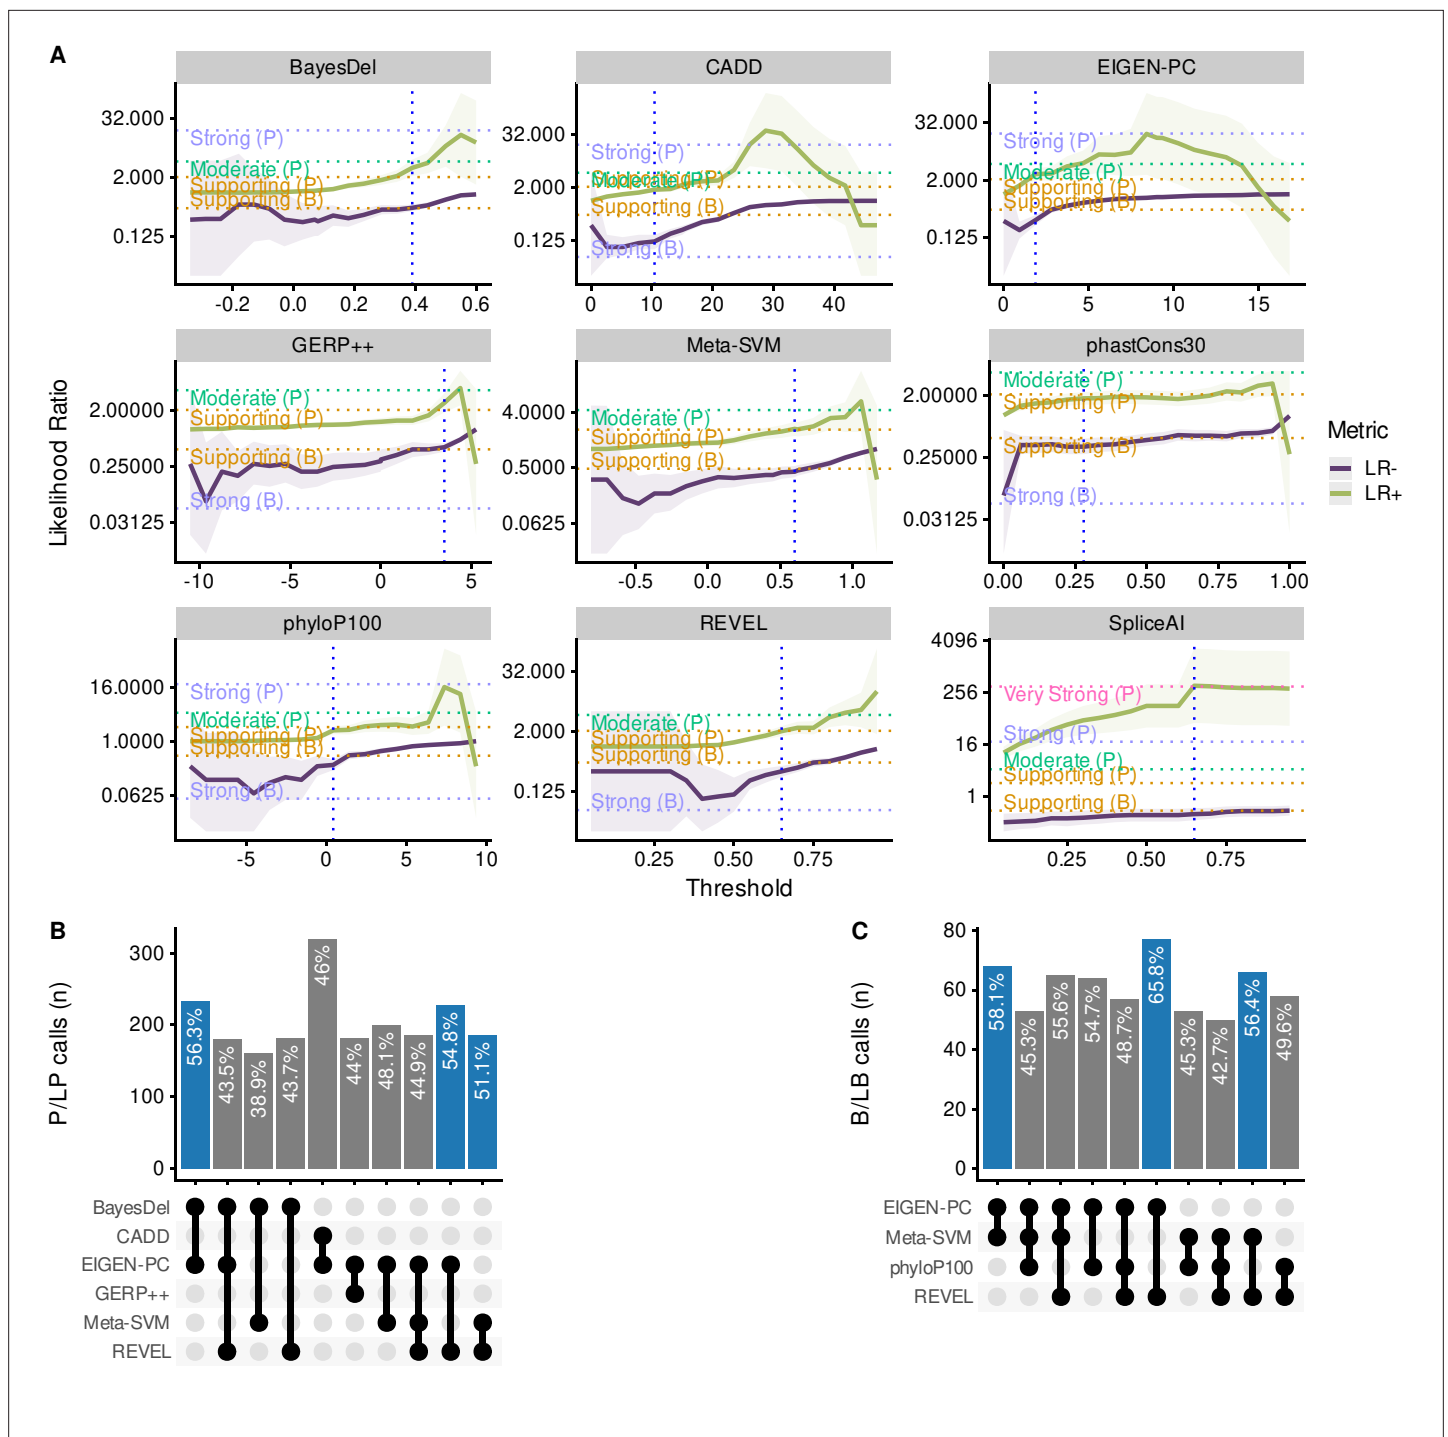 A
BayesDel
CADD
EIGEN-PC
32.000
2.000
0.125
Strong (P)
Moderate (P)
Supporting (P)
Supporting (B)
-0.2 0.0 0.2 0.4 0.6
32.000
2.000
0.125
Strong (P)
Supporting (P)
Moderate (P)
Supporting (B)
Strong (B)
0 10 20 30 40
32.000
2.000
0.125
Strong (P)
Moderate (P)
Supporting (P)
Supporting (B)
0 5 10 15
Likelihood Ratio
GERP++
Meta-SVM
phastCons30
2.00000
0.25000
0.03125
Moderate (P)
Supporting (P)
Supporting (B)
Strong (B)
-10 -5 0 5
4.0000
0.5000
0.0625
Moderate (P)
Supporting (P)
Supporting (B)
-0.5 0.0 0.5 1.0
2.00000
0.25000
0.03125
Moderate (P)
Supporting (P)
Supporting (B)
Strong (B)
0.00 0.25 0.50 0.75 1.00
Metric
LR-
LR+
phyloP100
REVEL
SpliceAI
16.0000
1.0000
0.0625
Strong (P)
Moderate (P)
Supporting (P)
Supporting (B)
Strong (B)
-5 0 5 10
32.000
2.000
0.125
Moderate (P)
Supporting (P)
Supporting (B)
Strong (B)
0.25 0.50 0.75
4096
256
16
1
Very Strong (P)
Strong (P)
Moderate (P)
Supporting (P)
Supporting (B)
0.25 0.50 0.75
Threshold
B
P/LP calls (n)
300
200
100
0
56.3%
43.5%
38.9%
43.7%
46%
44%
48.1%
44.9%
54.8%
51.1%
BayesDel
CADD
EIGEN-PC
GERP++
Meta-SVM
REVEL
C
B/LB calls (n)
80
60
40
20
0
58.1%
45.3%
55.6%
54.7%
48.7%
65.8%
45.3%
42.7%
56.4%
49.6%
EIGEN-PC
Meta-SVM
phyloP100
REVEL